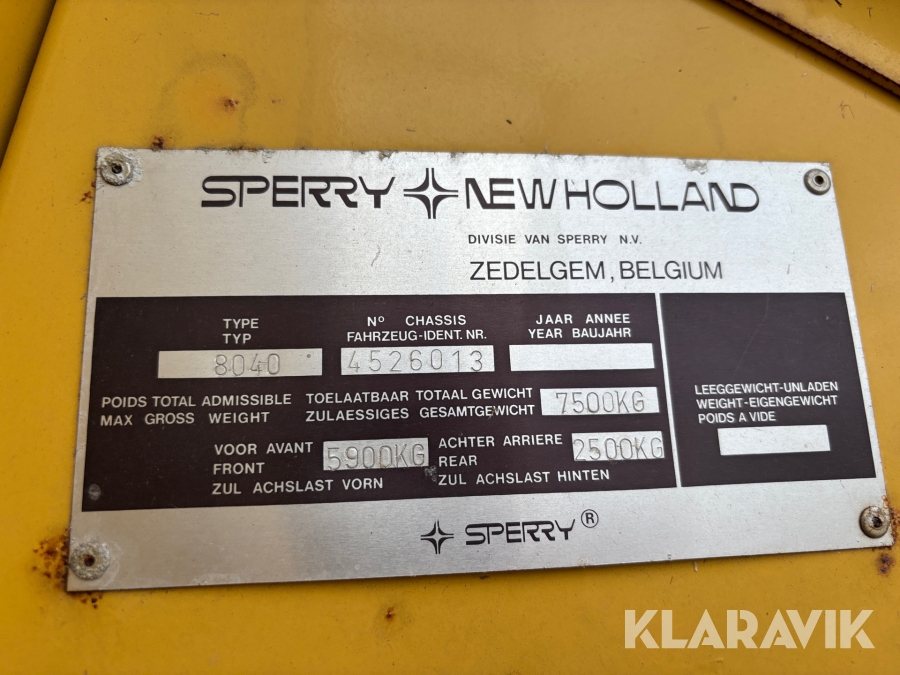 SPERRY NEW HOLLAND
DIVISIE VAN SPERRY N.V.
ZEDELGEM, BELGIUM
TYPE
TYP
8040
Nº CHASSIS
FAHRZEUG-IDENT. NR.
4526013
JAAR ANNEE
YEAR BAUJAHR
POIDS TOTAL ADMISSIBLE TOELAATBAAR TOTAAL GEWICHT
MAX GROSS WEIGHT ZULAESSIGES GESAMTGEWICHT
7500KG
VOOR AVANT
FRONT
ZUL ACHSLAST VORN
5900KG
ACHTER ARRIERE
REAR
ZUL ACHSLAST HINTEN
2500KG
LEEGGEWICHT-UNLADEN
WEIGHT-EIGENGEWICHT
POIDS A VIDE
SPERRY ®
KLARAVIK